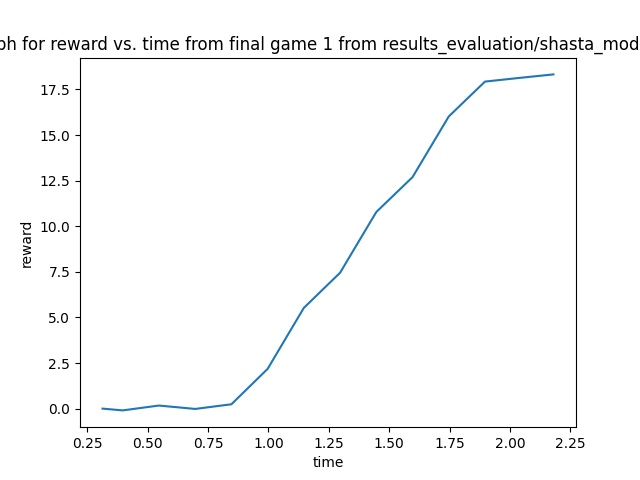 ph for reward vs. time from final game 1 from results_evaluation/shasta_mod
17.5
15.0
12.5
10.0
7.5
5.0
2.5
0.0
reward
0.25 0.50 0.75 1.00 1.25 1.50 1.75 2.00 2.25
time